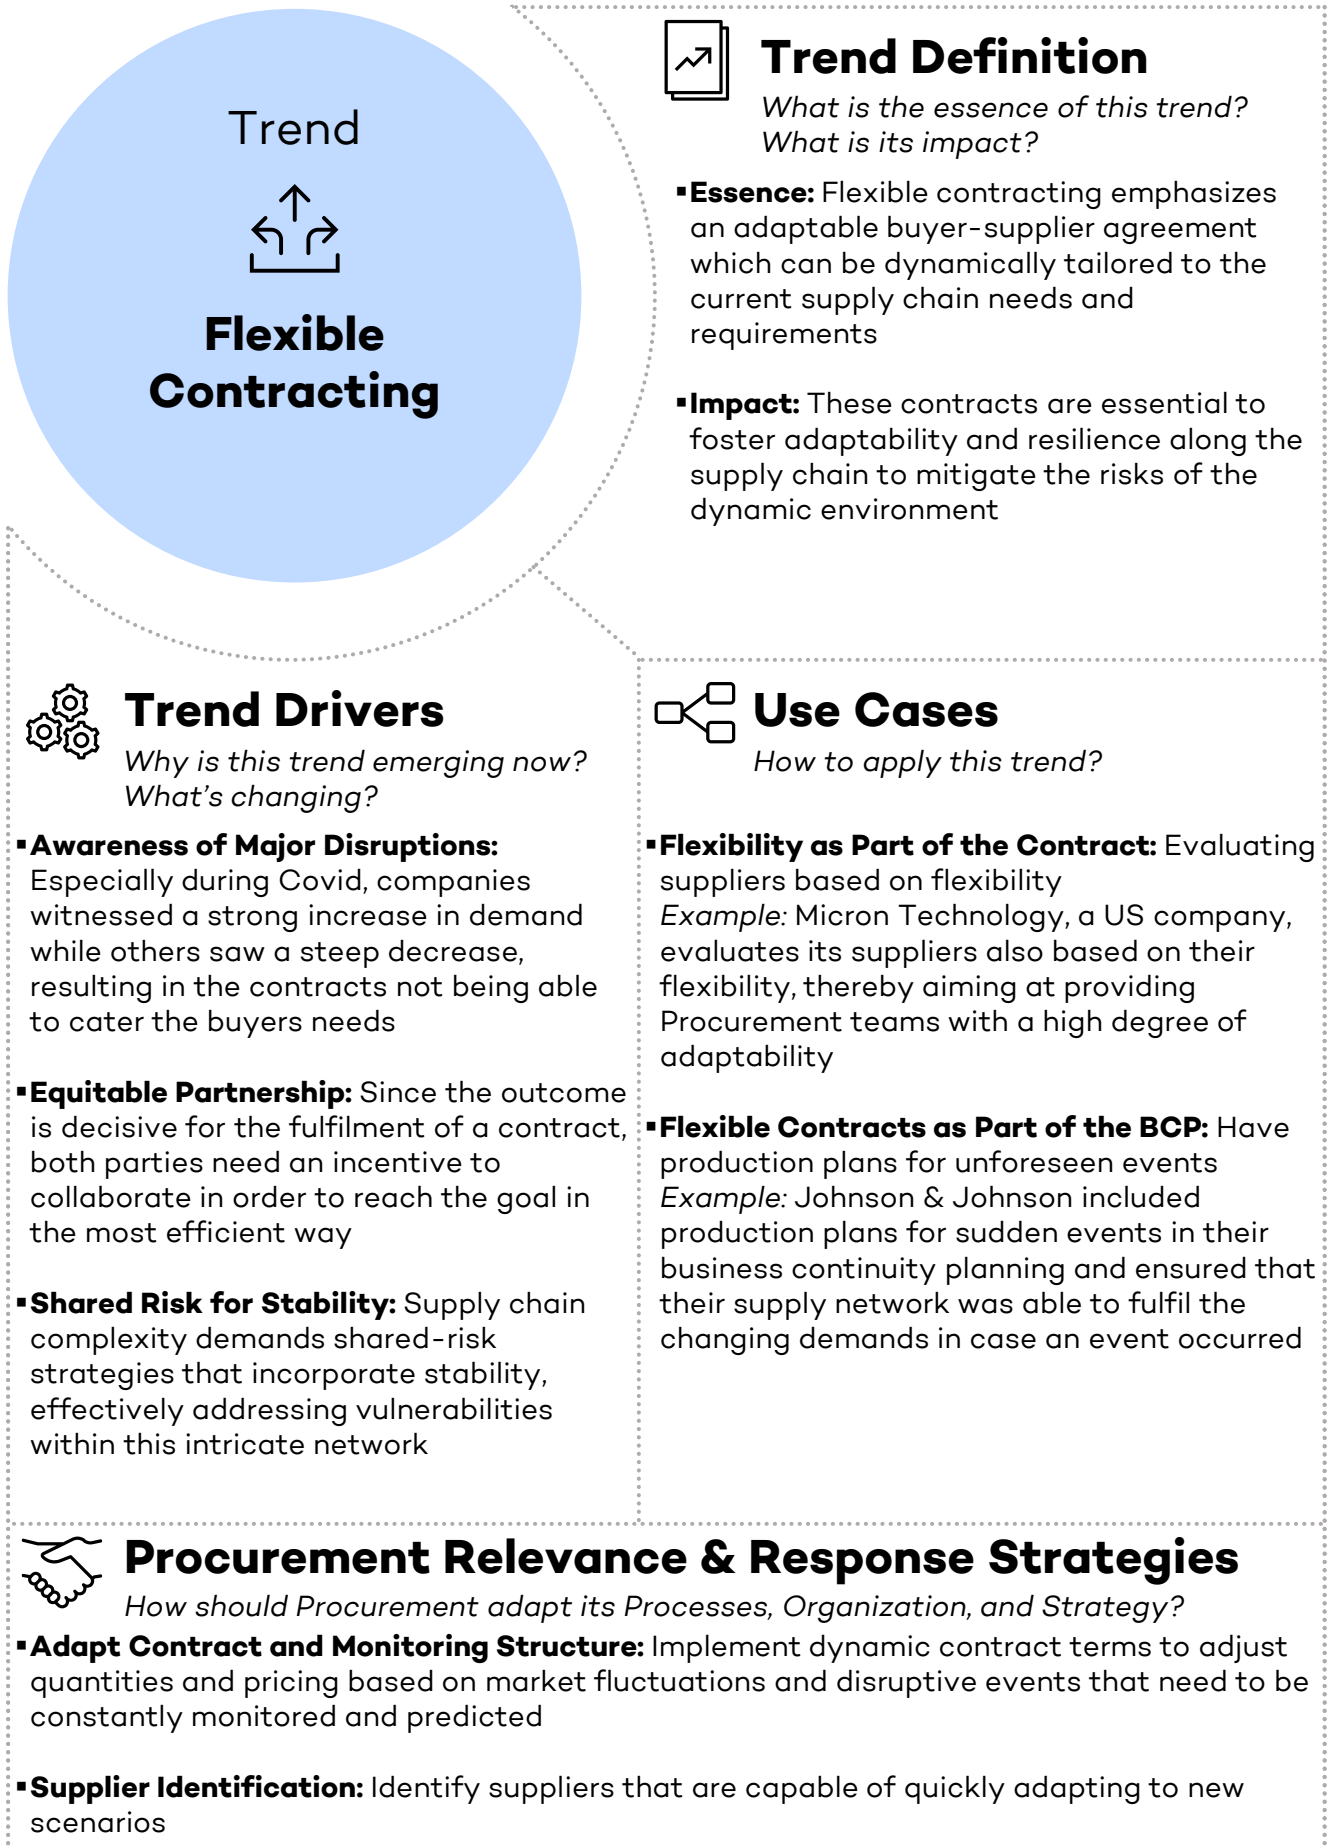 Trend
Flexible
Contracting
Trend Definition
What is the essence of this trend?
What is its impact?
▪Essence: Flexible contracting emphasizes
an adaptable buyer-supplier agreement
which can be dynamically tailored to the
current supply chain needs and
requirements
▪Impact: These contracts are essential to
foster adaptability and resilience along the
supply chain to mitigate the risks of the
dynamic environment
Trend Drivers
Why is this trend emerging now?
What’s changing?
▪Awareness of Major Disruptions:
Especially during Covid, companies
witnessed a strong increase in demand
while others saw a steep decrease,
resulting in the contracts not being able
to cater the buyers needs
▪Equitable Partnership: Since the outcome
is decisive for the fulfilment of a contract,
both parties need an incentive to
collaborate in order to reach the goal in
the most efficient way
▪Shared Risk for Stability: Supply chain
complexity demands shared-risk
strategies that incorporate stability,
effectively addressing vulnerabilities
within this intricate network
Use Cases
How to apply this trend?
▪Flexibility as Part of the Contract: Evaluating
suppliers based on flexibility
Example: Micron Technology, a US company,
evaluates its suppliers also based on their
flexibility, thereby aiming at providing
Procurement teams with a high degree of
adaptability
▪Flexible Contracts as Part of the BCP: Have
production plans for unforeseen events
Example: Johnson & Johnson included
production plans for sudden events in their
business continuity planning and ensured that
their supply network was able to fulfil the
changing demands in case an event occurred
Procurement Relevance & Response Strategies
How should Procurement adapt its Processes, Organization, and Strategy?
▪Adapt Contract and Monitoring Structure: Implement dynamic contract terms to adjust
quantities and pricing based on market fluctuations and disruptive events that need to be
constantly monitored and predicted
▪Supplier Identification: Identify suppliers that are capable of quickly adapting to new
scenarios